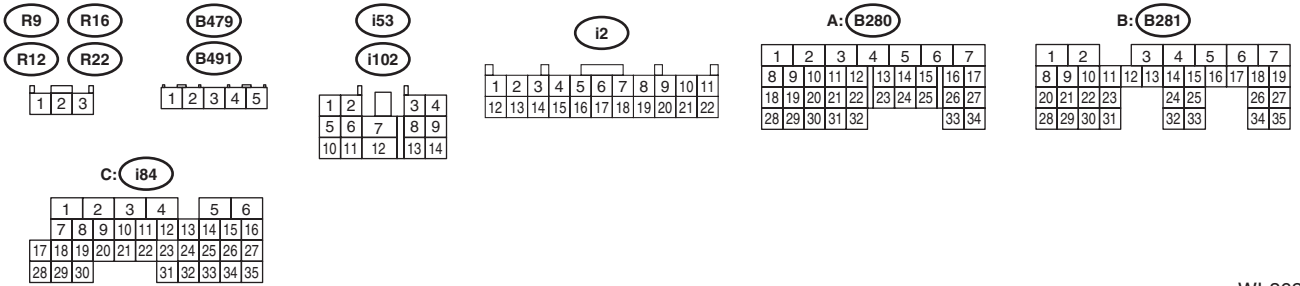 R9 R16
R12 R22
1 2 3
B479
B491
1 2 3 4 5
i53
i102
1 2 3 4
5 6 7 8 9
10 11 12 13 14
i2
1 2 3 4 5 6 7 8 9 10 11
12 13 14 15 16 17 18 19 20 21 22
A: B280
1 2 3 4 5 6 7
8 9 10 11 12 13 14 15 16 17
18 19 20 21 22 23 24 25 26 27
28 29 30 31 32 33 34
B: B281
1 2 3 4 5 6 7
8 9 10 11 12 13 14 15 16 17 18 19
20 21 22 23 24 25 26 27
28 29 30 31 32 33 34 35
C: i84
1 2 3 4 5 6
7 8 9 10 11 12 13 14 15 16
17 18 19 20 21 22 23 24 25 26 27
28 29 30 31 32 33 34 35